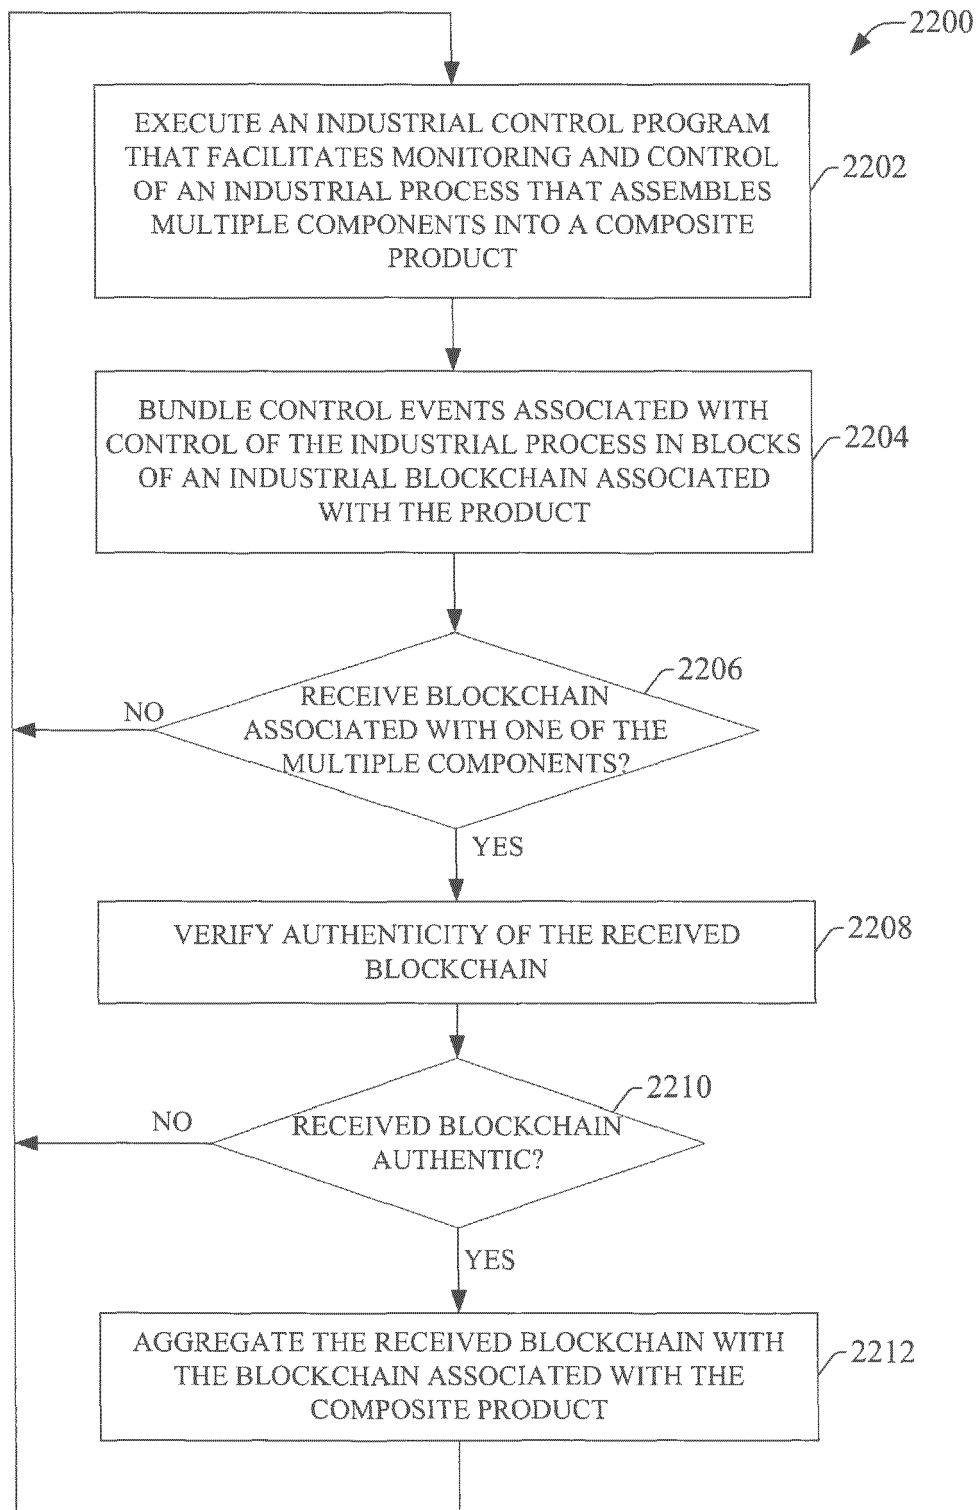 2200
EXECUTE AN INDUSTRIAL CONTROL PROGRAM
THAT FACILITATES MONITORING AND CONTROL
OF AN INDUSTRIAL PROCESS THAT ASSEMBLES
MULTIPLE COMPONENTS INTO A COMPOSITE
PRODUCT
2202
BUNDLE CONTROL EVENTS ASSOCIATED WITH
CONTROL OF THE INDUSTRIAL PROCESS IN BLOCKS
OF AN INDUSTRIAL BLOCKCHAIN ASSOCIATED
WITH THE PRODUCT
2204
RECEIVE BLOCKCHAIN
ASSOCIATED WITH ONE OF THE
MULTIPLE COMPONENTS?
2206
NO
YES
VERIFY AUTHENTICITY OF THE RECEIVED
BLOCKCHAIN
2208
RECEIVED BLOCKCHAIN
AUTHENTIC?
2210
NO
YES
AGGREGATE THE RECEIVED BLOCKCHAIN WITH
THE BLOCKCHAIN ASSOCIATED WITH THE
COMPOSITE PRODUCT
2212